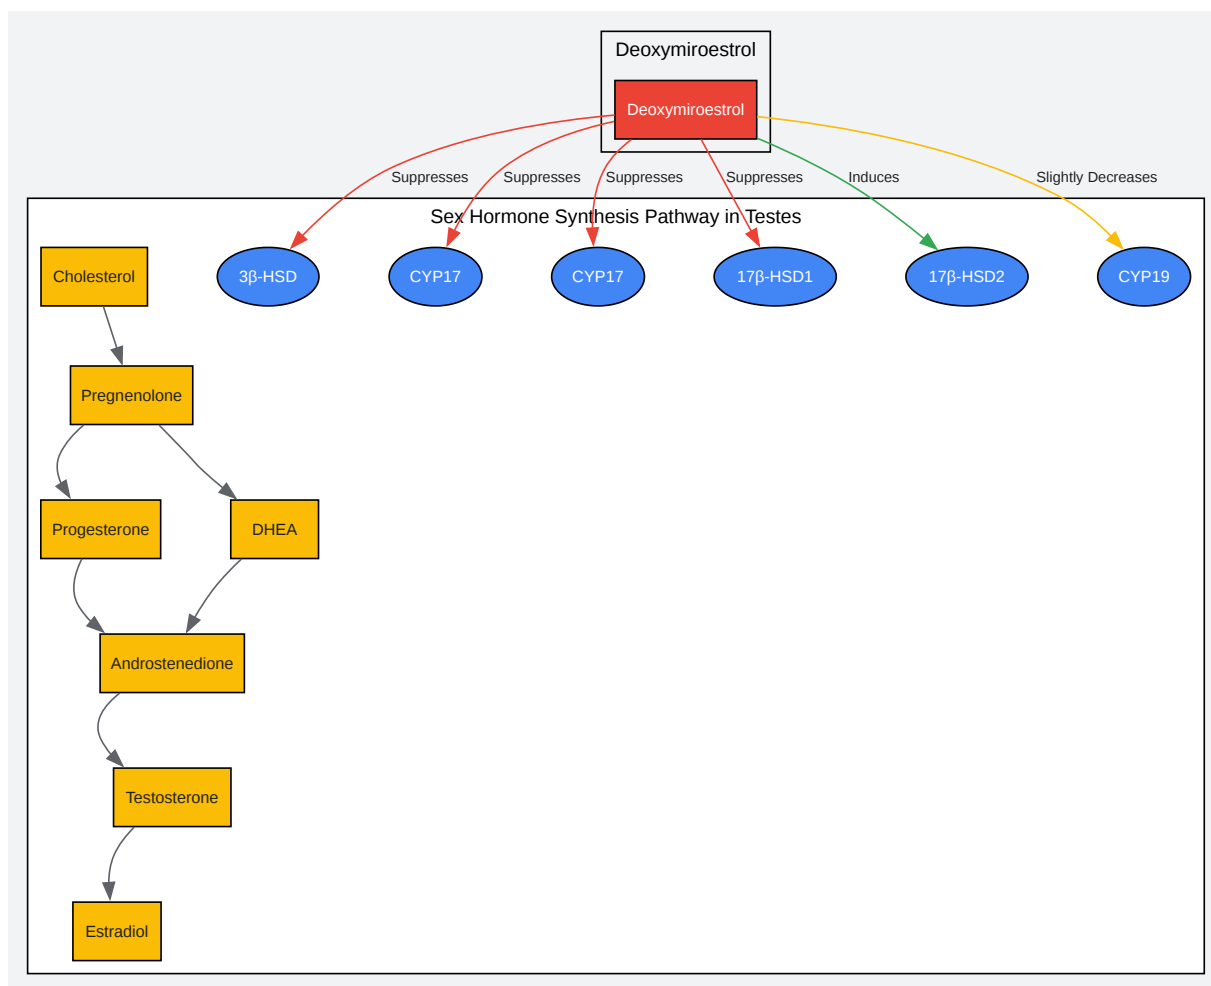 Deoxymiroestrol
Deoxymiroestrol
Suppresses
Suppresses
Suppresses
Suppresses
Induces
Slightly Decreases
Sex Hormone Synthesis Pathway in Testes
Cholesterol
3β-HSD
CYP17
CYP17
17β-HSD1
17β-HSD2
CYP19
Pregnenolone
Progesterone
DHEA
Androstenedione
Testosterone
Estradiol